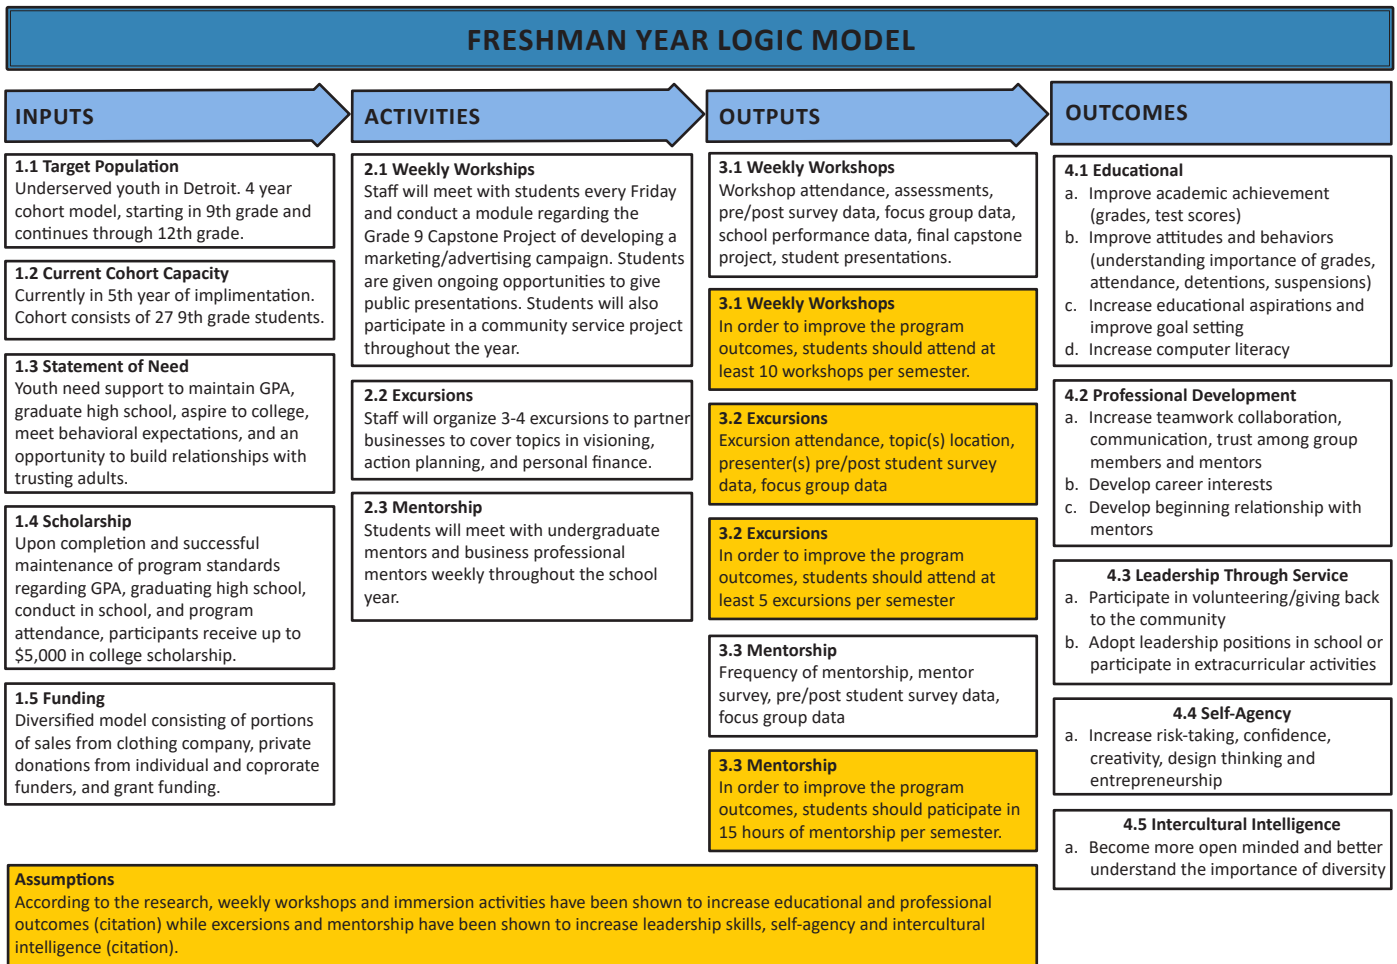 FRESHMAN YEAR LOGIC MODEL
INPUTS
1.1 Target Population
Underserved youth in Detroit. 4 year
cohort model, starting in 9th grade and
continues through 12th grade.
1.2 Current Cohort Capacity
Currently in 5th year of implimentation.
Cohort consists of 27 9th grade students.
1.3 Statement of Need
Youth need support to maintain GPA,
graduate high school, aspire to college,
meet behavioral expectations, and an
opportunity to build relationships with
trusting adults.
1.4 Scholarship
Upon completion and successful
maintenance of program standards
regarding GPA, graduating high school,
conduct in school, and program
attendance, participants receive up to
$5,000 in college scholarship.
1.5 Funding
Diversified model consisting of portions
of sales from clothing company, private
donations from individual and coprorate
funders, and grant funding.
ACTIVITIES
2.1 Weekly Workships
Staff will meet with students every Friday
and conduct a module regarding the
Grade 9 Capstone Project of developing a
marketing/advertising campaign. Students
are given ongoing opportunities to give
public presentations. Students will also
participate in a community service project
throughout the year.
2.2 Excursions
Staff will organize 3-4 excursions to partner
businesses to cover topics in visioning,
action planning, and personal finance.
2.3 Mentorship
Students will meet with undergraduate
mentors and business professional
mentors weekly throughout the school
year.
OUTPUTS
3.1 Weekly Workshops
Workshop attendance, assessments,
pre/post survey data, focus group data,
school performance data, final capstone
project, student presentations.
3.1 Weekly Workshops
In order to improve the program
outcomes, students should attend at
least 10 workshops per semester.
3.2 Excursions
Excursion attendance, topic(s) location,
presenter(s) pre/post student survey
data, focus group data
3.2 Excursions
In order to improve the program
outcomes, students should attend at
least 5 excursions per semester
3.3 Mentorship
Frequency of mentorship, mentor
survey, pre/post student survey data,
focus group data
3.3 Mentorship
In order to improve the program
outcomes, students should paticipate in
15 hours of mentorship per semester.
OUTCOMES
4.1 Educational
a. Improve academic achievement
(grades, test scores)
b. Improve attitudes and behaviors
(understanding importance of grades,
attendance, detentions, suspensions)
c. Increase educational aspirations and
improve goal setting
d. Increase computer literacy
4.2 Professional Development
a. Increase teamwork collaboration,
communication, trust among group
members and mentors
b. Develop career interests
c. Develop beginning relationship with
mentors
4.3 Leadership Through Service
a. Participate in volunteering/giving back
to the community
b. Adopt leadership positions in school or
participate in extracurricular activities
4.4 Self-Agency
a. Increase risk-taking, confidence,
creativity, design thinking and
entrepreneurship
4.5 Intercultural Intelligence
a. Become more open minded and better
understand the importance of diversity
Assumptions
According to the research, weekly workshops and immersion activities have been shown to increase educational and professional
outcomes (citation) while excersions and mentorship have been shown to increase leadership skills, self-agency and intercultural
intelligence (citation).